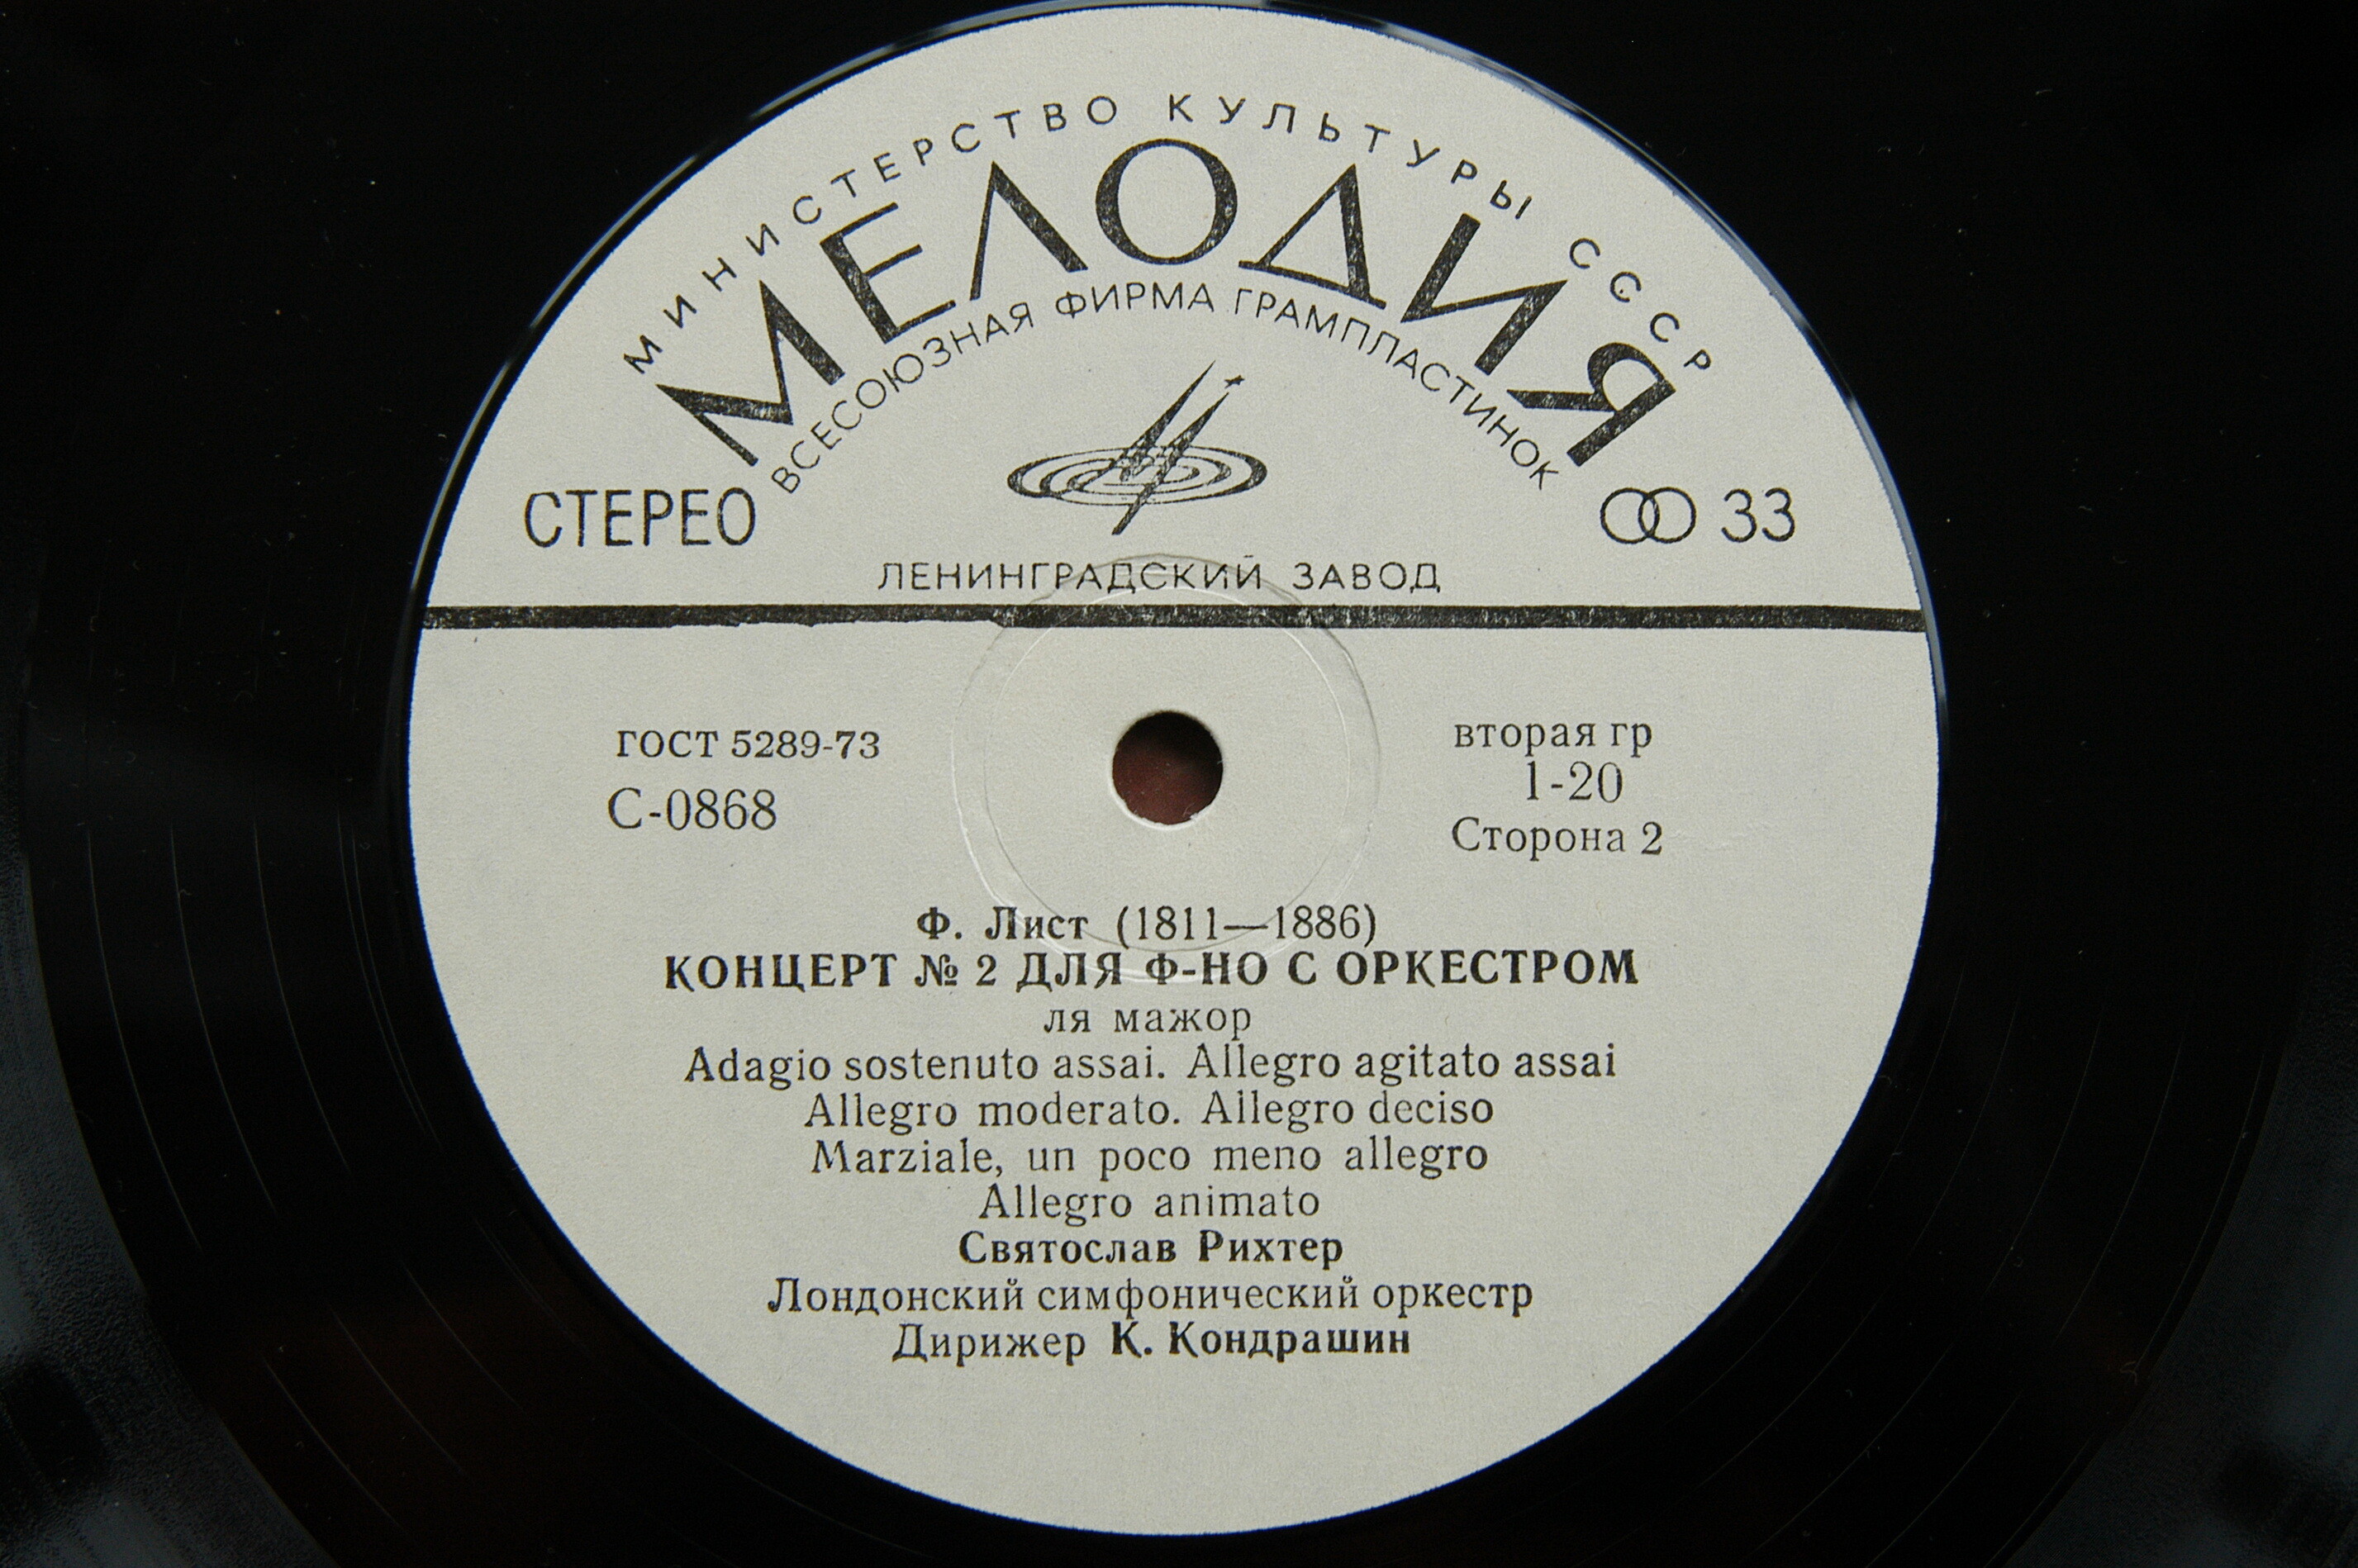 МИНИСТЕРСТВО КУЛЬТУРЫ СССР
МЕЛОДИЯ
ВСЕСОЮЗНАЯ ФИРМА ГРАМПЛАСТИНОК
СТЕРЕО
33
ЛЕНИНГРАДСКИЙ ЗАВОД
ГОСТ 5289-73
С-0868
вторая гр
1-20
Сторона 2
Ф. Лист (1811—1886)
КОНЦЕРТ № 2 ДЛЯ Ф-НО С ОРКЕСТРОМ
ля мажор
Adagio sostenuto assai. Allegro agitato assai
Allegro moderato. Allegro deciso
Marziale, un poco meno allegro
Allegro animato
Святослав Рихтер
Лондонский симфонический оркестр
Дирижер К. Кондрашин